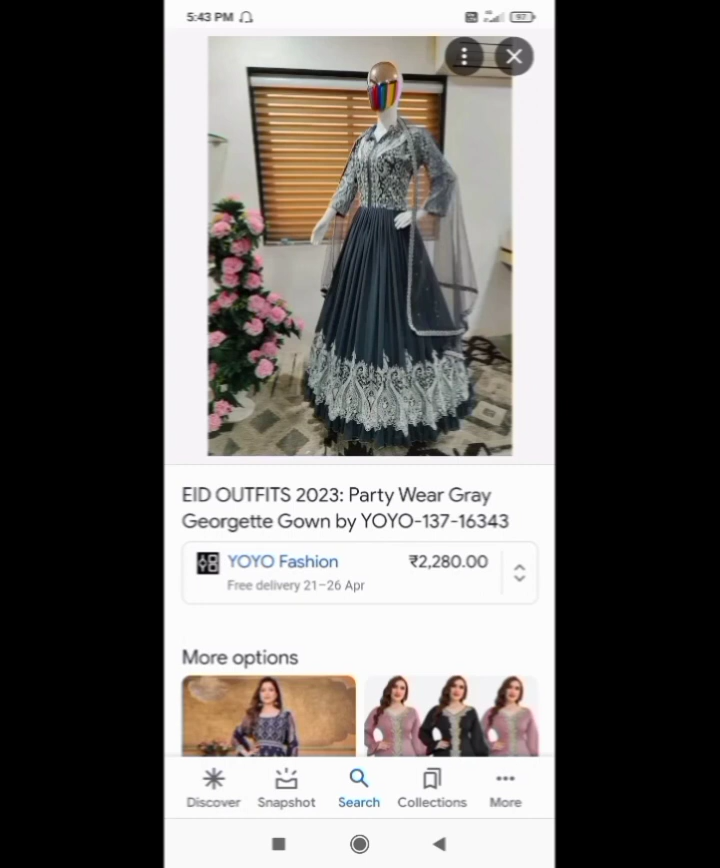 5:43 PM
97
EID OUTFITS 2023: Party Wear Gray
Georgette Gown by YOYO-137-16343
YOYO Fashion
₹2,280.00
Free delivery 21–26 Apr
More options
Discover
Snapshot
Search
Collections
More